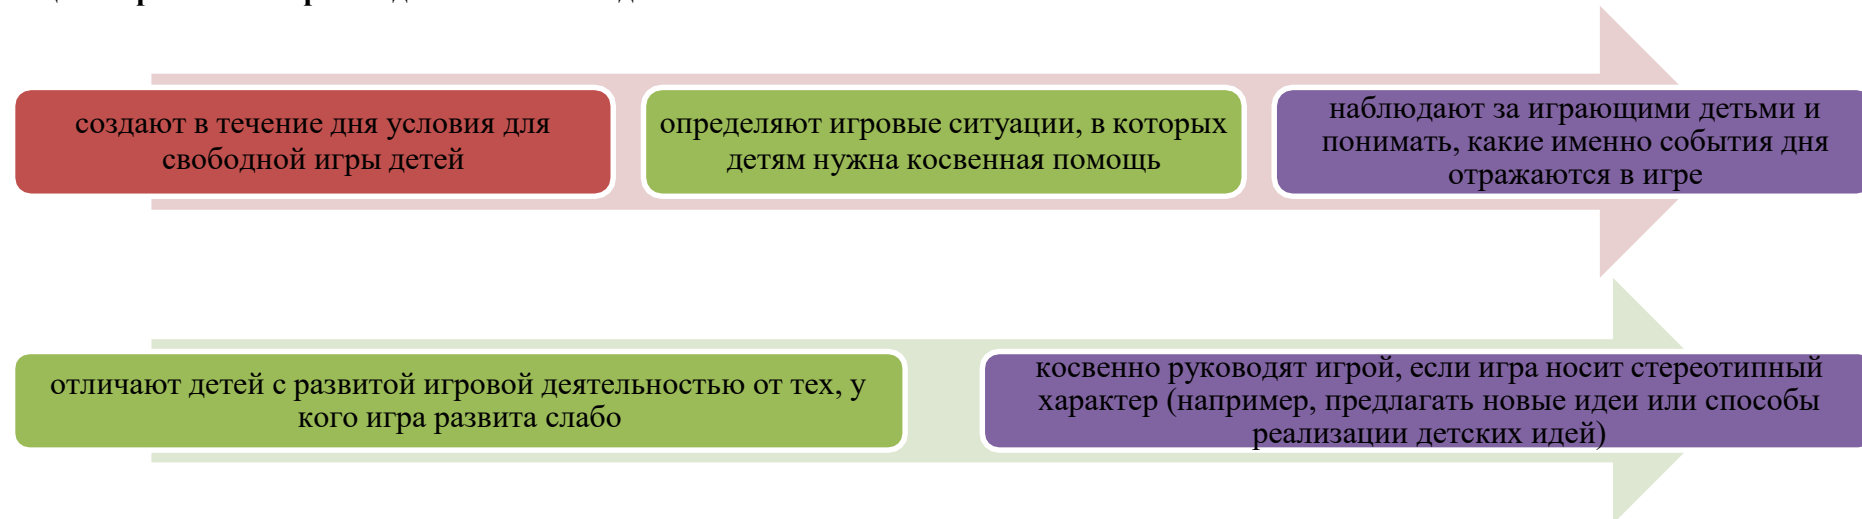 создают в течение дня условия для
свободной игры детей
определяют игровые ситуации, в которых
детям нужна косвенная помощь
наблюдают за играющими детьми и
понимать, какие именно события дня
отражаются в игре
отличают детей с развитой игровой деятельностью от тех, у
кого игра развита слабо
косвенно руководят игрой, если игра носит стереотипный
характер (например, предлагать новые идеи или способы
реализации детских идей)